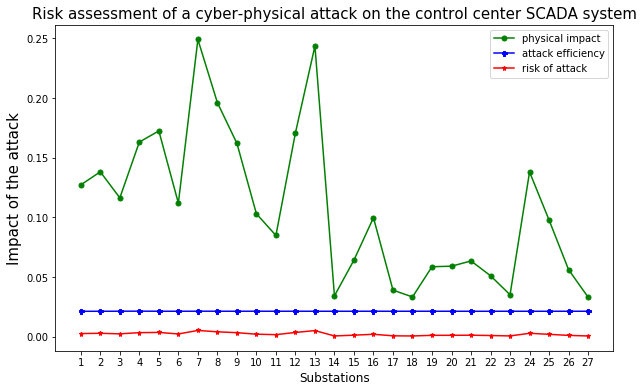 Risk assessment of a cyber-physical attack on the control center SCADA system
physical impact
attack efficiency
risk of attack
Impact of the attack
0.25
0.20
0.15
0.10
0.05
0.00
1 2 3 4 5 6 7 8 9 10 11 12 13 14 15 16 17 18 19 20 21 22 23 24 25 26 27
Substations